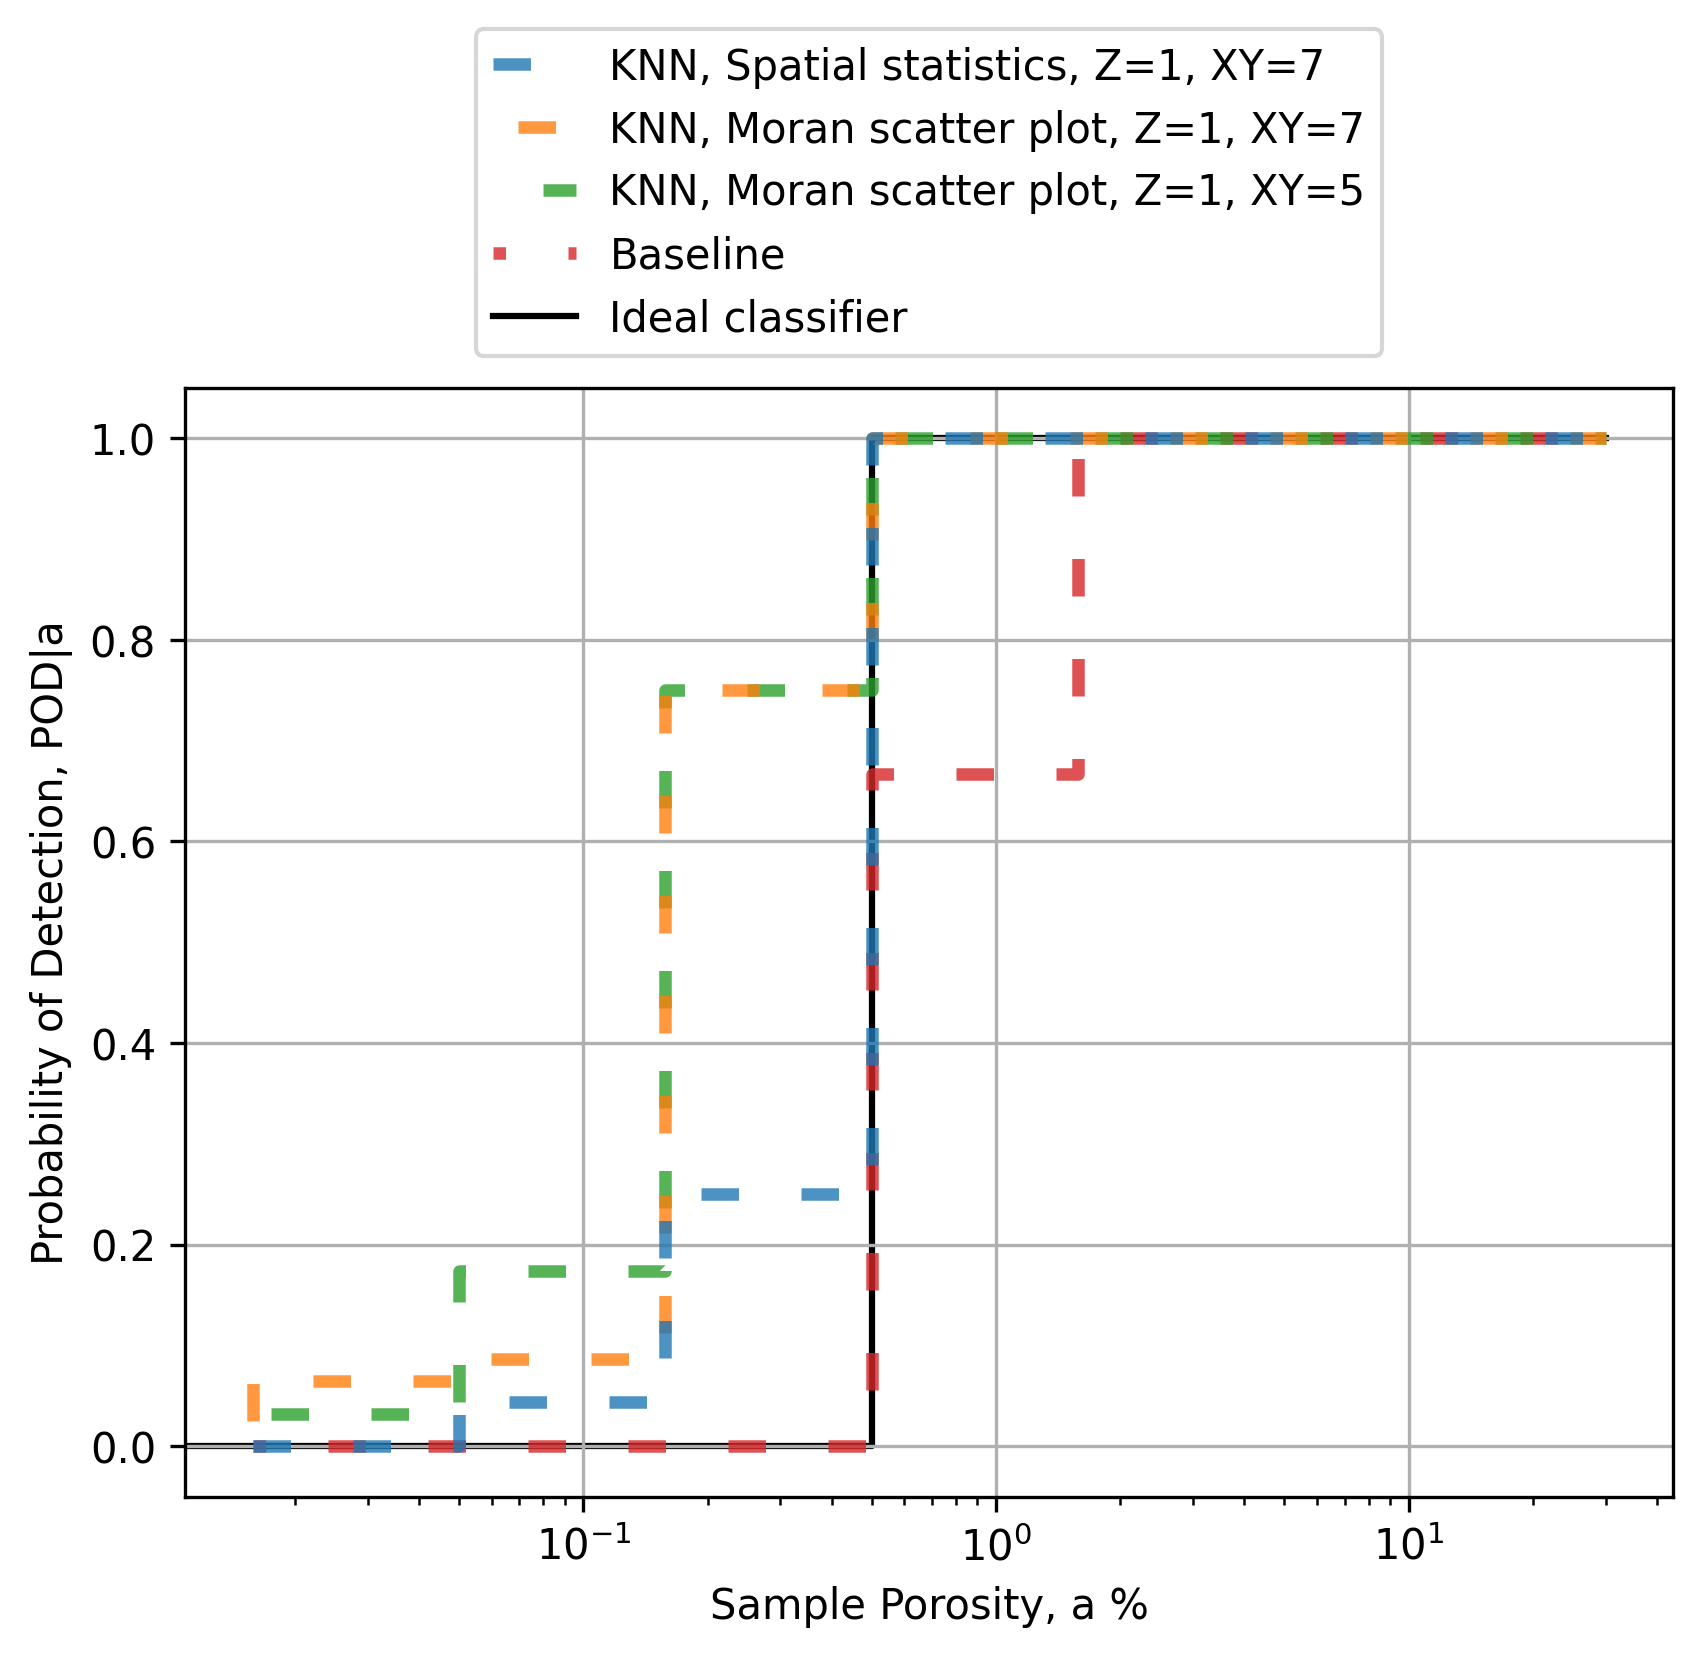 KNN, Spatial statistics, Z=1, XY=7
KNN, Moran scatter plot, Z=1, XY=7
KNN, Moran scatter plot, Z=1, XY=5
Baseline
Ideal classifier
1.0
0.8
0.6
0.4
0.2
0.0
Probability of Detection, POD|a
10⁻¹ 10⁰ 10¹
Sample Porosity, a %